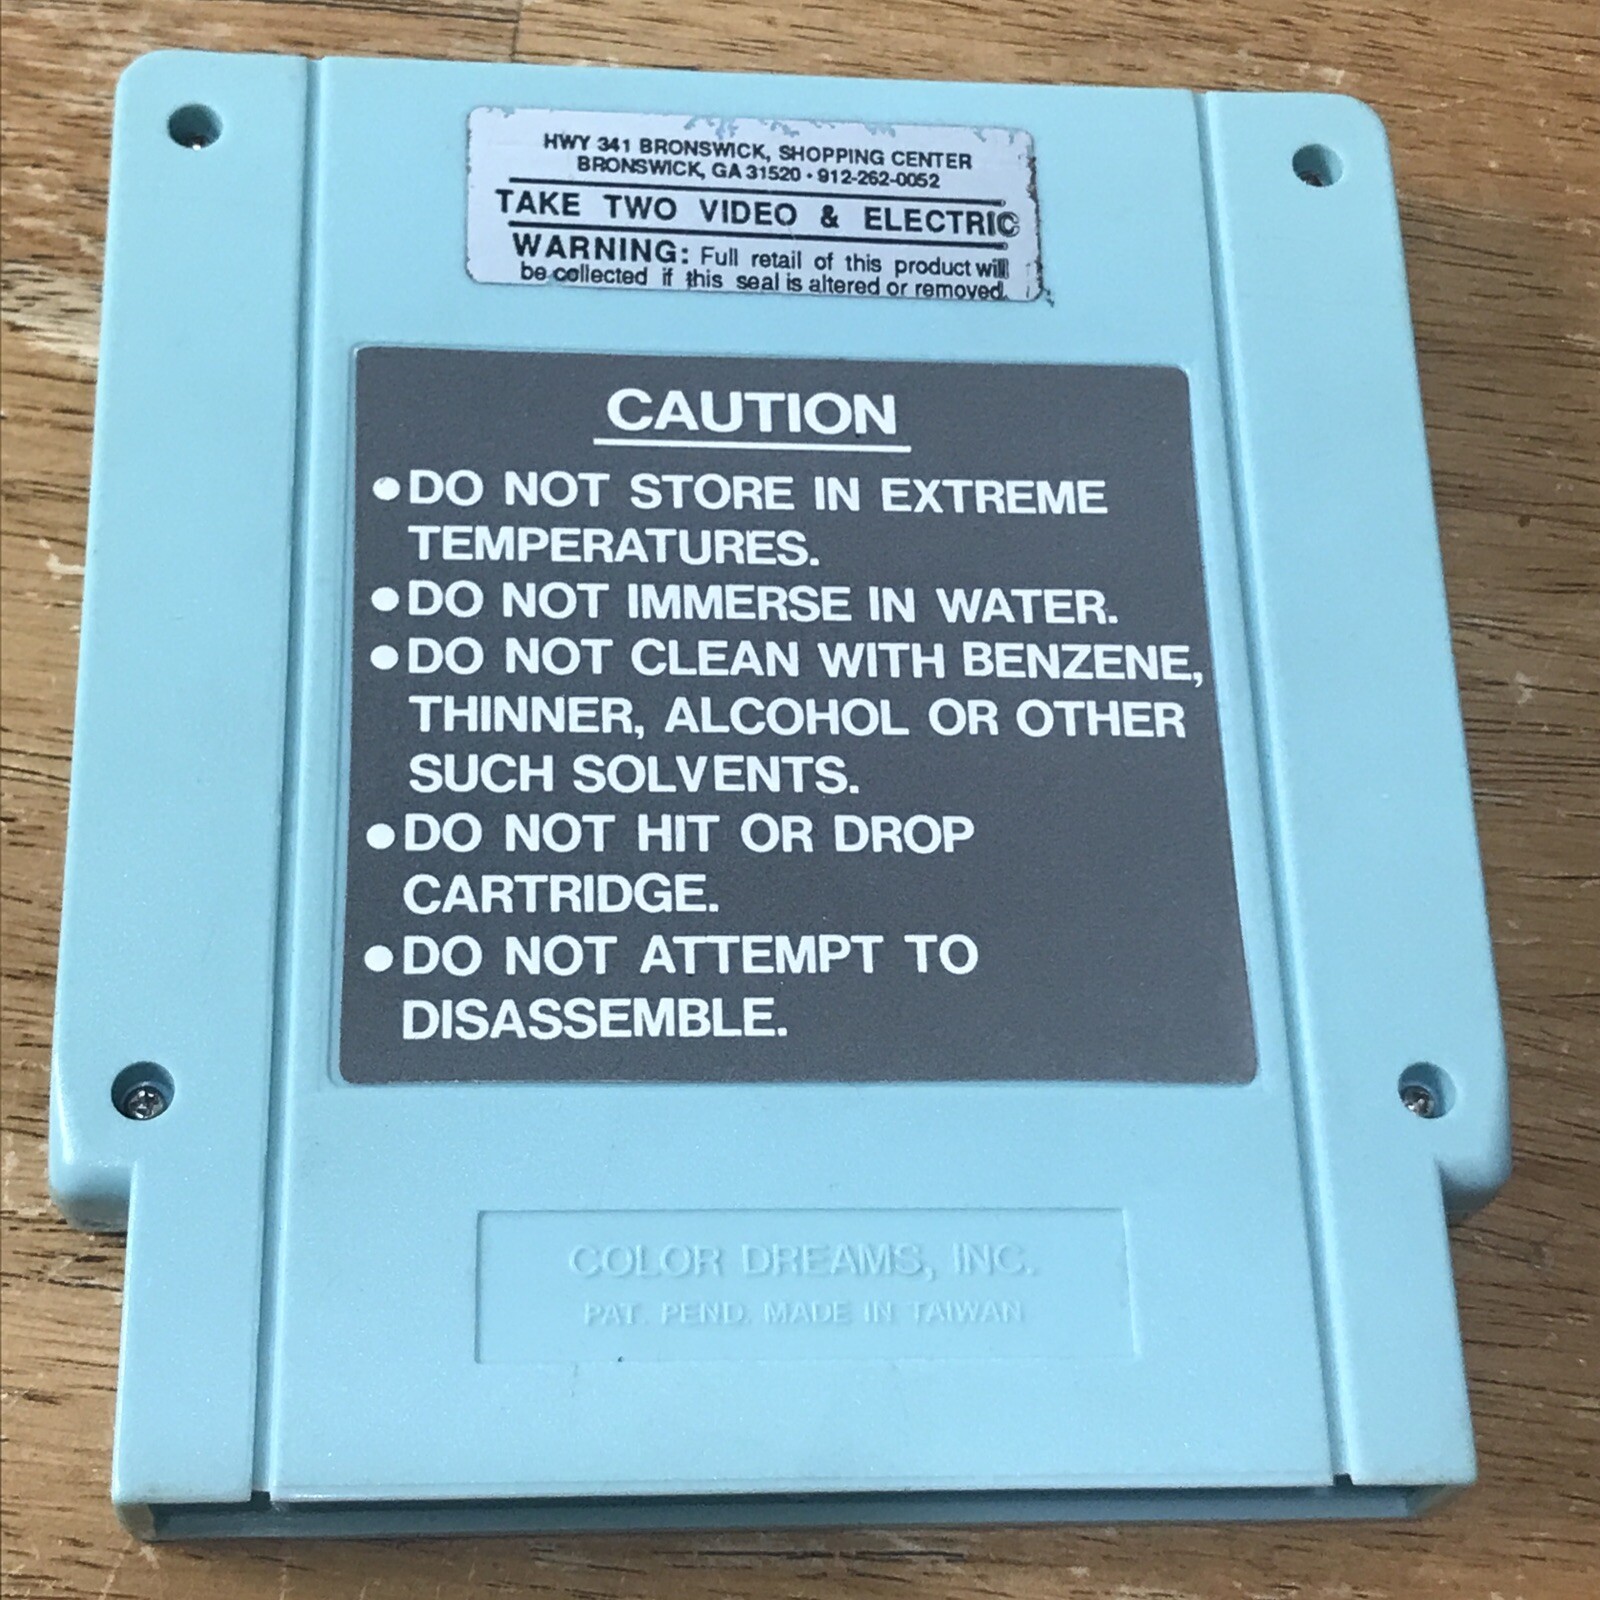 HWY 341 BRONSWICK, SHOPPING CENTER
BRONSWICK, GA 31520 • 912-262-0052
TAKE TWO VIDEO & ELECTRIC
WARNING: Full retail of this product will
be collected if this seal is altered or removed.
CAUTION
● DO NOT STORE IN EXTREME
TEMPERATURES.
● DO NOT IMMERSE IN WATER.
● DO NOT CLEAN WITH BENZENE,
THINNER, ALCOHOL OR OTHER
SUCH SOLVENTS.
● DO NOT HIT OR DROP
CARTRIDGE.
● DO NOT ATTEMPT TO
DISASSEMBLE.
COLOR DREAMS, INC.
PAT. PEND. MADE IN TAIWAN